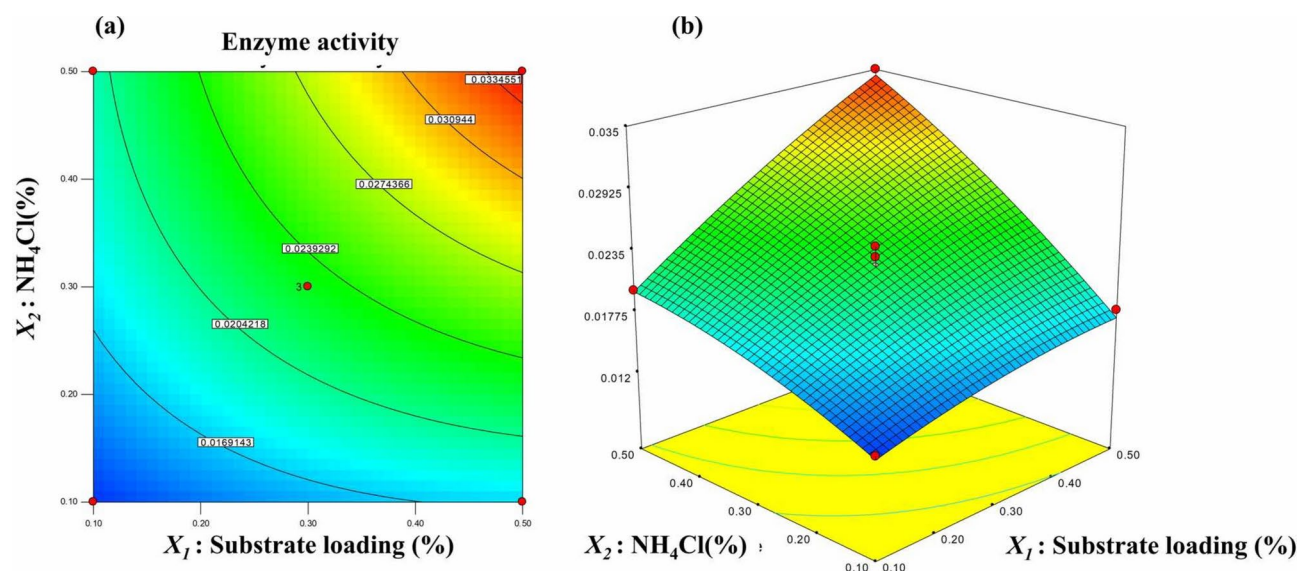 (a)
Enzyme activity
0.50
0.0334551
0.030944
0.40
0.0274366
0.0239292
3
0.30
0.0204218
0.20
0.0169143
0.10
0.10 0.20 0.30 0.40 0.50
X2 : NH4Cl(%)
X1 : Substrate loading (%)
(b)
0.035
0.02925
0.0235
0.01775
0.012
0.50 0.50
0.40 0.40
0.30 0.30
0.20 0.20
0.10 0.10
X2 : NH4Cl(%)
X1 : Substrate loading (%)